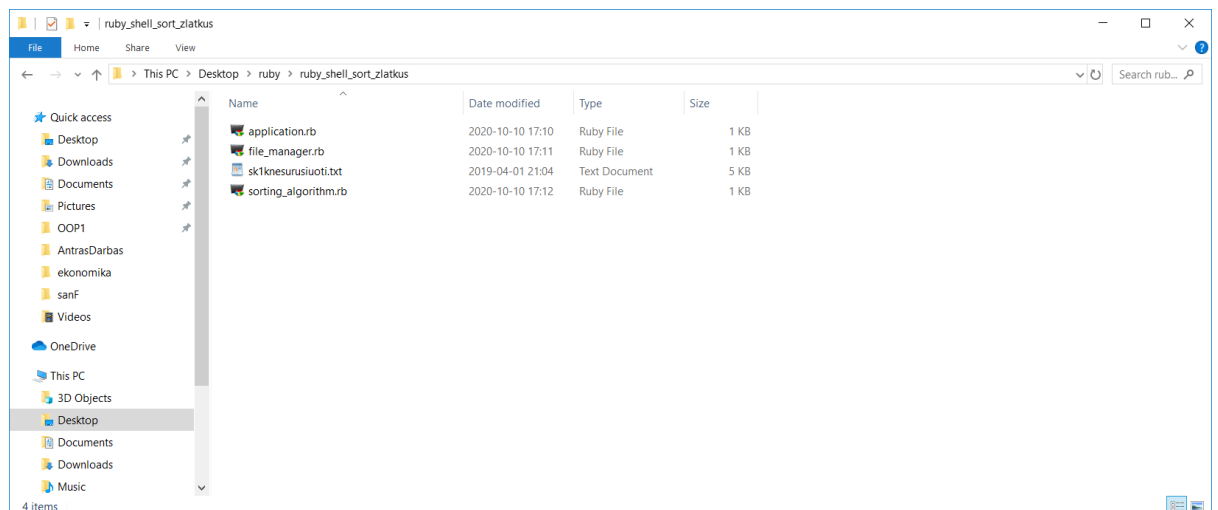 ruby_shell_sort_zlatkus
File Home Share View
This PC > Desktop > ruby > ruby_shell_sort_zlatkus
Search rub...
Name Date modified Type Size
application.rb 2020-10-10 17:10 Ruby File 1 KB
file_manager.rb 2020-10-10 17:11 Ruby File 1 KB
sk1knesurusiuoti.txt 2019-04-01 21:04 Text Document 5 KB
sorting_algorithm.rb 2020-10-10 17:12 Ruby File 1 KB
Quick access
Desktop
Downloads
Documents
Pictures
OOP1
AntrasDarbas
ekonomika
sanF
Videos
OneDrive
This PC
3D Objects
Desktop
Documents
Downloads
Music
4 items